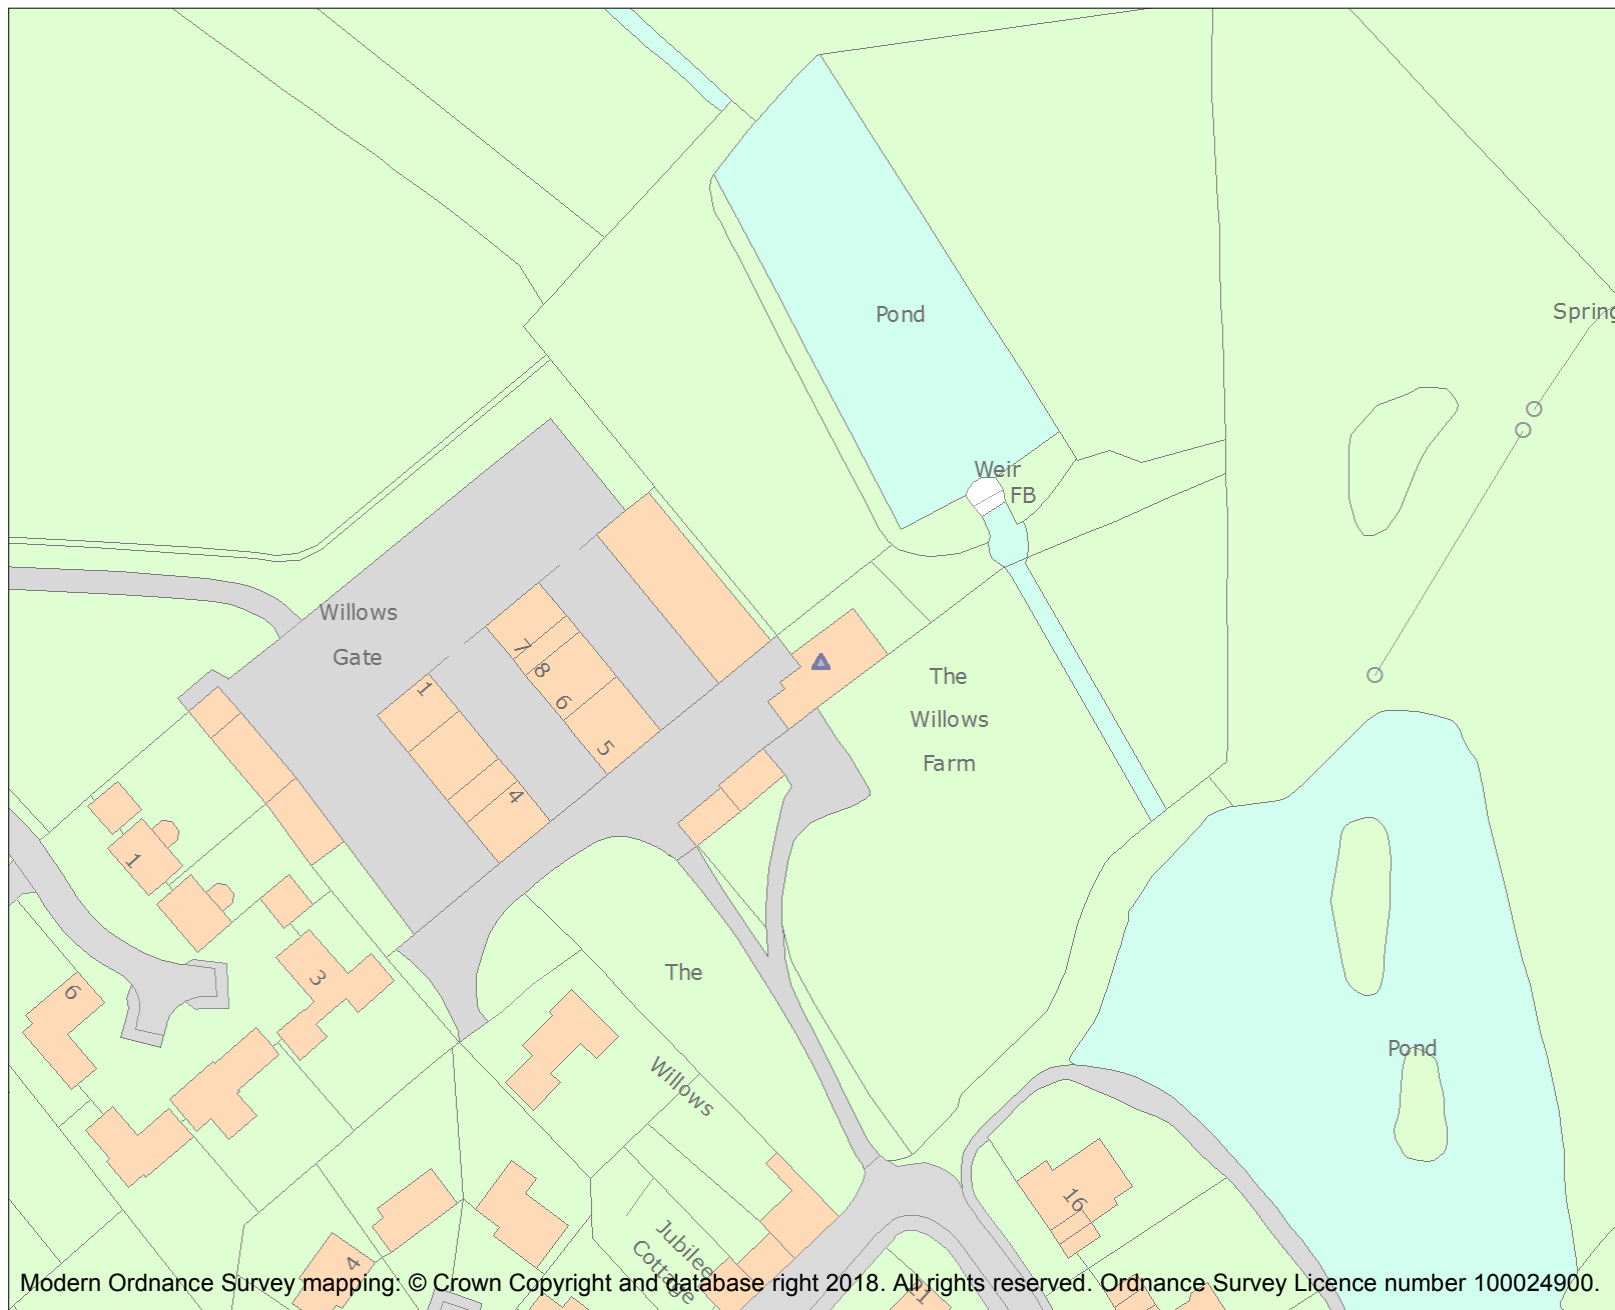 Pond
Spring
Weir
FB
Willows
Gate
The
Willows
Farm
7
8
6
5
1
4
1
3
6
The
Willows
Pond
16
Jubilee
Cottage
4
21
Modern Ordnance Survey mapping: © Crown Copyright and database right 2018. All rights reserved. Ordnance Survey Licence number 100024900.